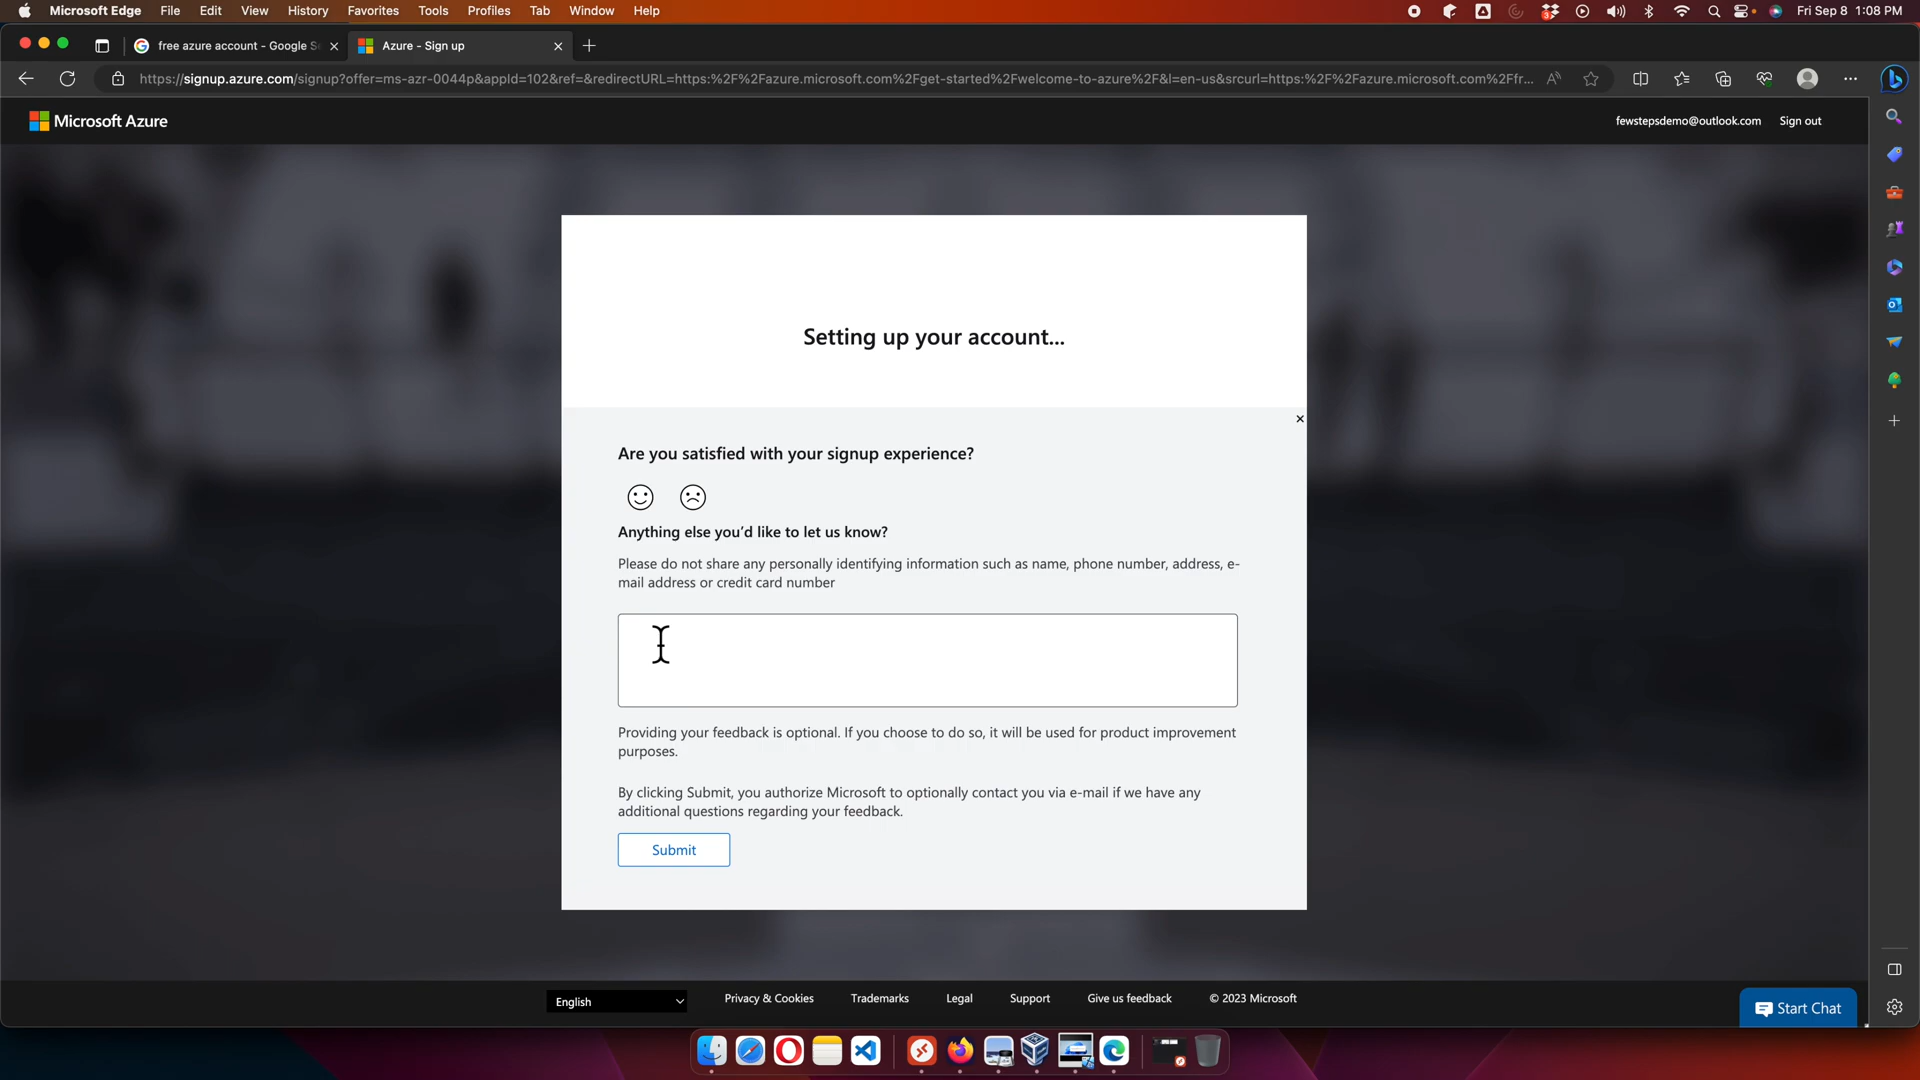 Microsoft Edge File Edit View History Favorites Tools Profiles Tab Window Help Fri Sep 8 1:08 PM
free azure account - Google S
Azure - Sign up
https://signup.azure.com/signup?offer=ms-azr-0044p&appId=102&ref=&redirectURL=https:%2F%2Fazure.microsoft.com%2Fget-started%2Fwelcome-to-azure%2F&l=en-us&srcurl=https:%2F%2Fazure.microsoft.com%2Ffr...
Microsoft Azure
fewstepsdemo@outlook.com Sign out
Setting up your account...
Are you satisfied with your signup experience?
Anything else you'd like to let us know?
Please do not share any personally identifying information such as name, phone number, address, e-
mail address or credit card number
Providing your feedback is optional. If you choose to do so, it will be used for product improvement
purposes.
By clicking Submit, you authorize Microsoft to optionally contact you via e-mail if we have any
additional questions regarding your feedback.
Submit
English
Privacy & Cookies Trademarks Legal Support Give us feedback © 2023 Microsoft
Start Chat